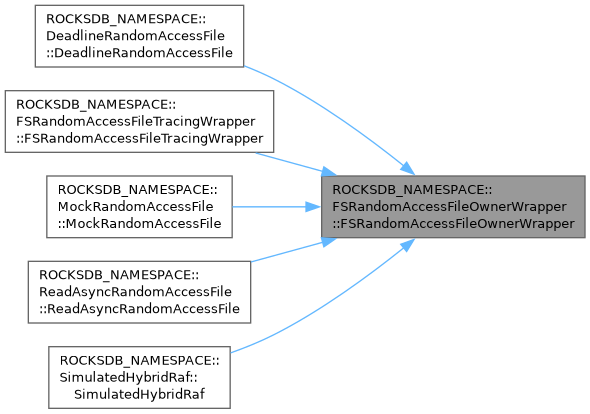 ROCKSDB_NAMESPACE::
DeadlineRandomAccessFile
::DeadlineRandomAccessFile
ROCKSDB_NAMESPACE::
FSRandomAccessFileTracingWrapper
::FSRandomAccessFileTracingWrapper
ROCKSDB_NAMESPACE::
MockRandomAccessFile
::MockRandomAccessFile
ROCKSDB_NAMESPACE::
FSRandomAccessFileOwnerWrapper
::FSRandomAccessFileOwnerWrapper
ROCKSDB_NAMESPACE::
ReadAsyncRandomAccessFile
::ReadAsyncRandomAccessFile
ROCKSDB_NAMESPACE::
SimulatedHybridRaf::
SimulatedHybridRaf